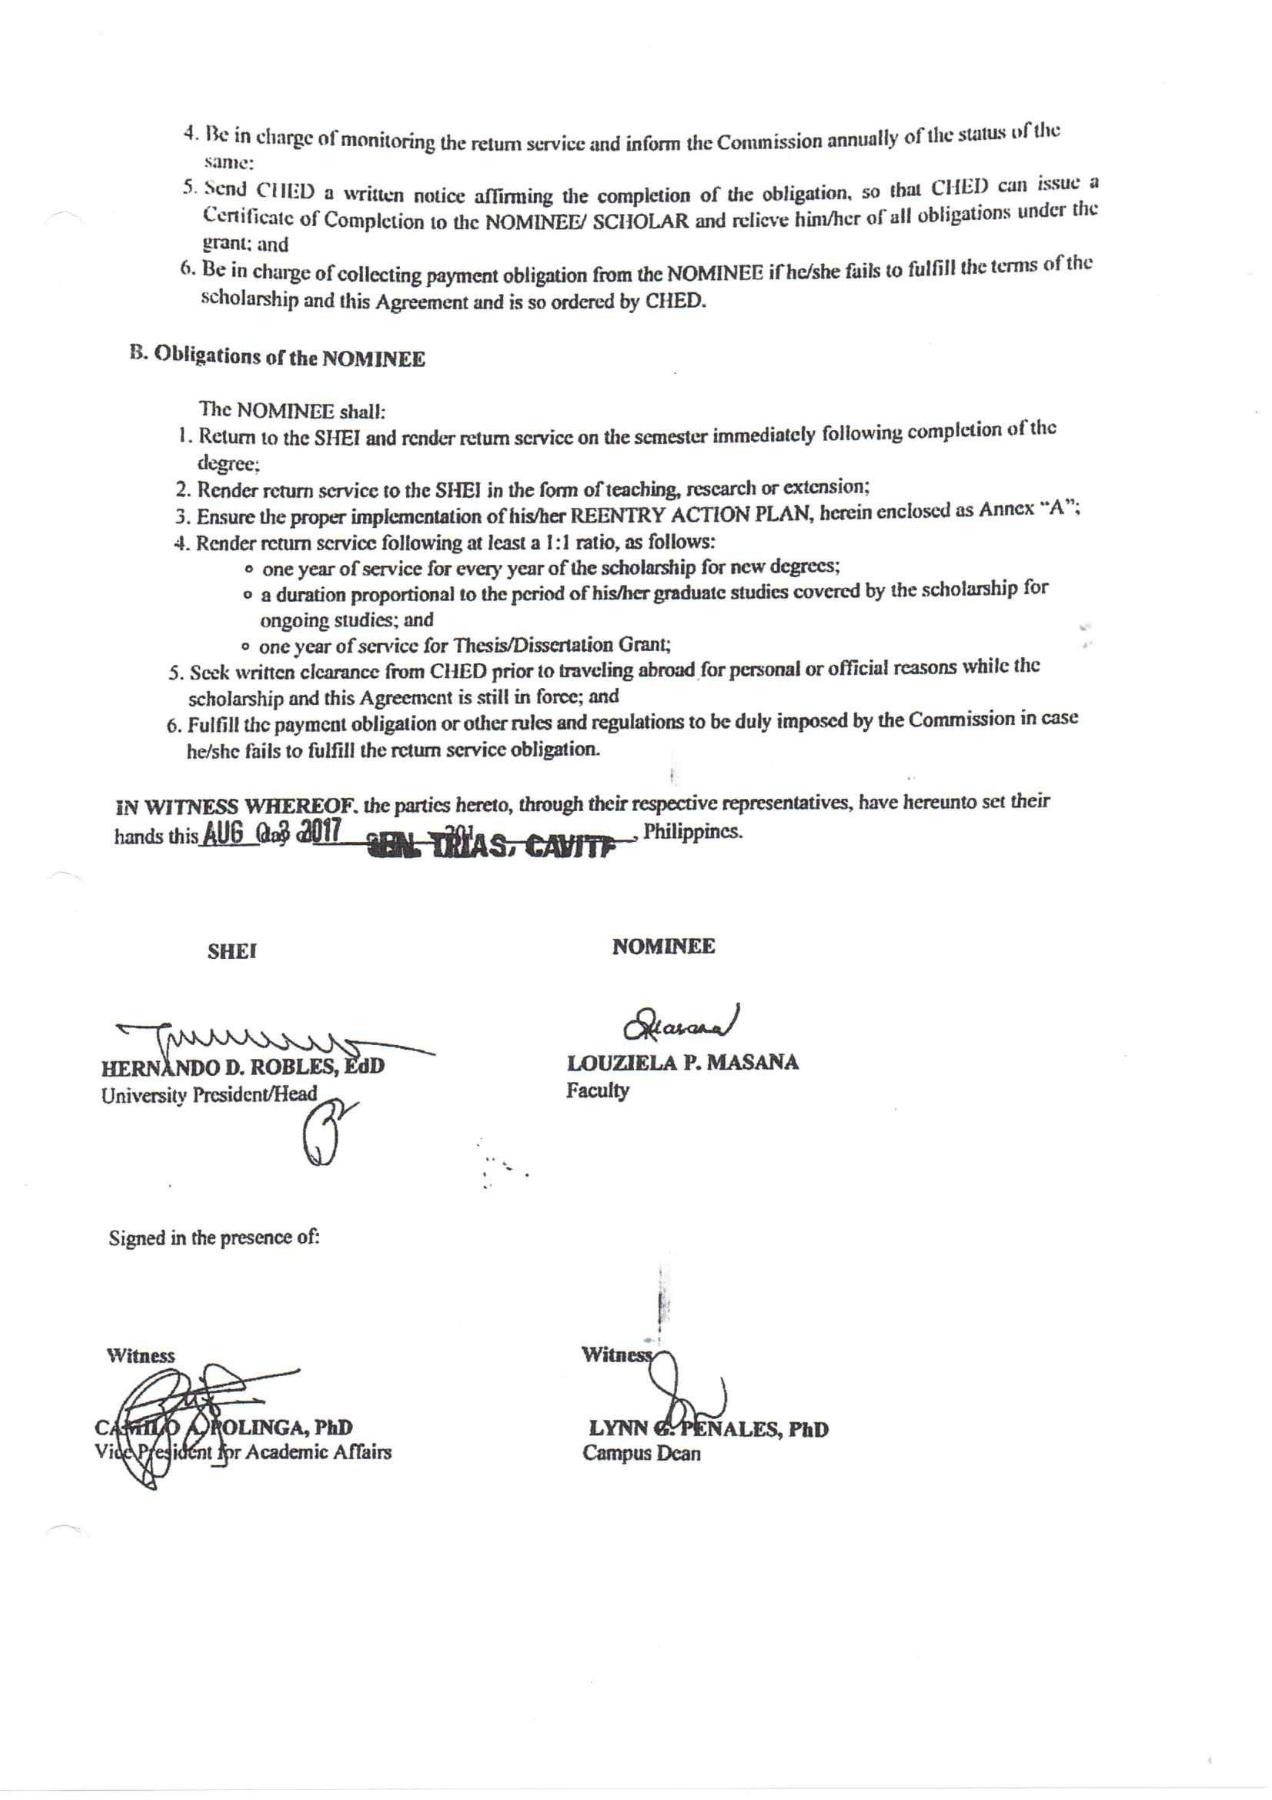 4. Be in charge of monitoring the return service and inform the Commission annually of the status of the
same;
5. Send CHED a written notice affirming the completion of the obligation, so that CHED can issue a
Certificate of Completion to the NOMINEE/ SCHOLAR and relieve him/her of all obligations under the
grant; and
6. Be in charge of collecting payment obligation from the NOMINEE if he/she fails to fulfill the terms of the
scholarship and this Agreement and is so ordered by CHED.
B. Obligations of the NOMINEE
The NOMINEE shall:
1. Return to the SHEI and render return service on the semester immediately following completion of the
degree;
2. Render return service to the SHEI in the form of teaching, research or extension;
3. Ensure the proper implementation of his/her REENTRY ACTION PLAN, herein enclosed as Annex “A”;
4. Render return service following at least a 1:1 ratio, as follows:
° one year of service for every year of the scholarship for new degrees;
° a duration proportional to the period of his/her graduate studies covered by the scholarship for
ongoing studies; and
° one year of service for Thesis/Dissertation Grant;
5. Seek written clearance from CHED prior to traveling abroad for personal or official reasons while the
scholarship and this Agreement is still in force; and
6. Fulfill the payment obligation or other rules and regulations to be duly imposed by the Commission in case
he/she fails to fulfill the return service obligation.
IN WITNESS WHEREOF, the parties hereto, through their respective representatives, have hereunto set their
hands this AUG 03 2017 GEN. TRIAS, CAVITE, Philippines.
SHEI NOMINEE
HERNANDO D. ROBLES, EdD LOUZIELA P. MASANA
University President/Head Faculty
Signed in the presence of:
Witness Witness
CAMILO A. POLINGA, PhD LYNN G. PENALES, PhD
Vice President for Academic Affairs Campus Dean